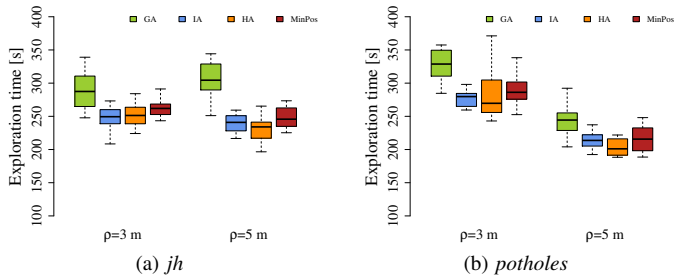 GA IA HA MinPos
Exploration time [s]
400
350
300
250
200
150
100
ρ=3 m ρ=5 m
(a) jh
GA IA HA MinPos
Exploration time [s]
400
350
300
250
200
150
100
ρ=3 m ρ=5 m
(b) potholes